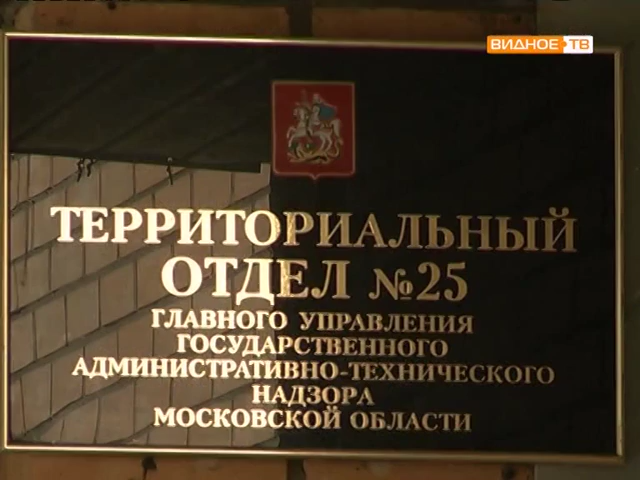 ВИДНОЕ ТВ
ТЕРРИТОРИАЛЬНЫЙ
ОТДЕЛ №25
ГЛАВНОГО УПРАВЛЕНИЯ
ГОСУДАРСТВЕННОГО
АДМИНИСТРАТИВНО-ТЕХНИЧЕСКОГО
НАДЗОРА
МОСКОВСКОЙ ОБЛАСТИ